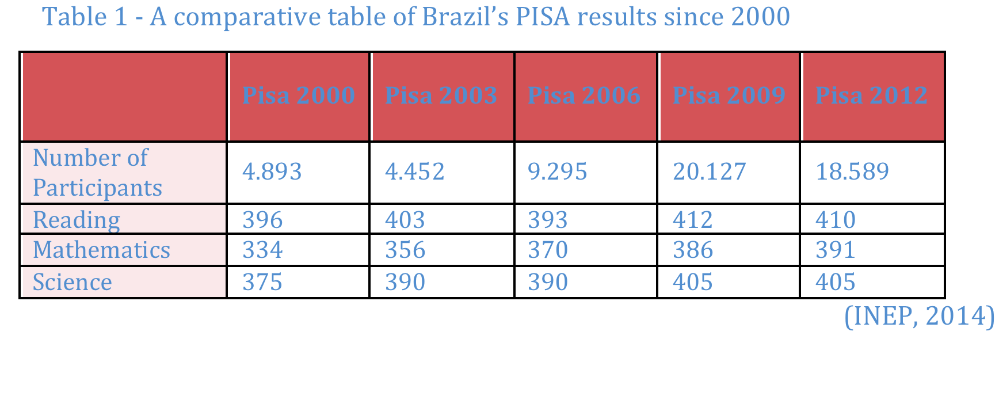 Table 1 - A comparative table of Brazil’s PISA results since 2000
Pisa 2000 Pisa 2003 Pisa 2006 Pisa 2009 Pisa 2012
Number of
Participants 4.893 4.452 9.295 20.127 18.589
Reading 396 403 393 412 410
Mathematics 334 356 370 386 391
Science 375 390 390 405 405
(INEP, 2014)